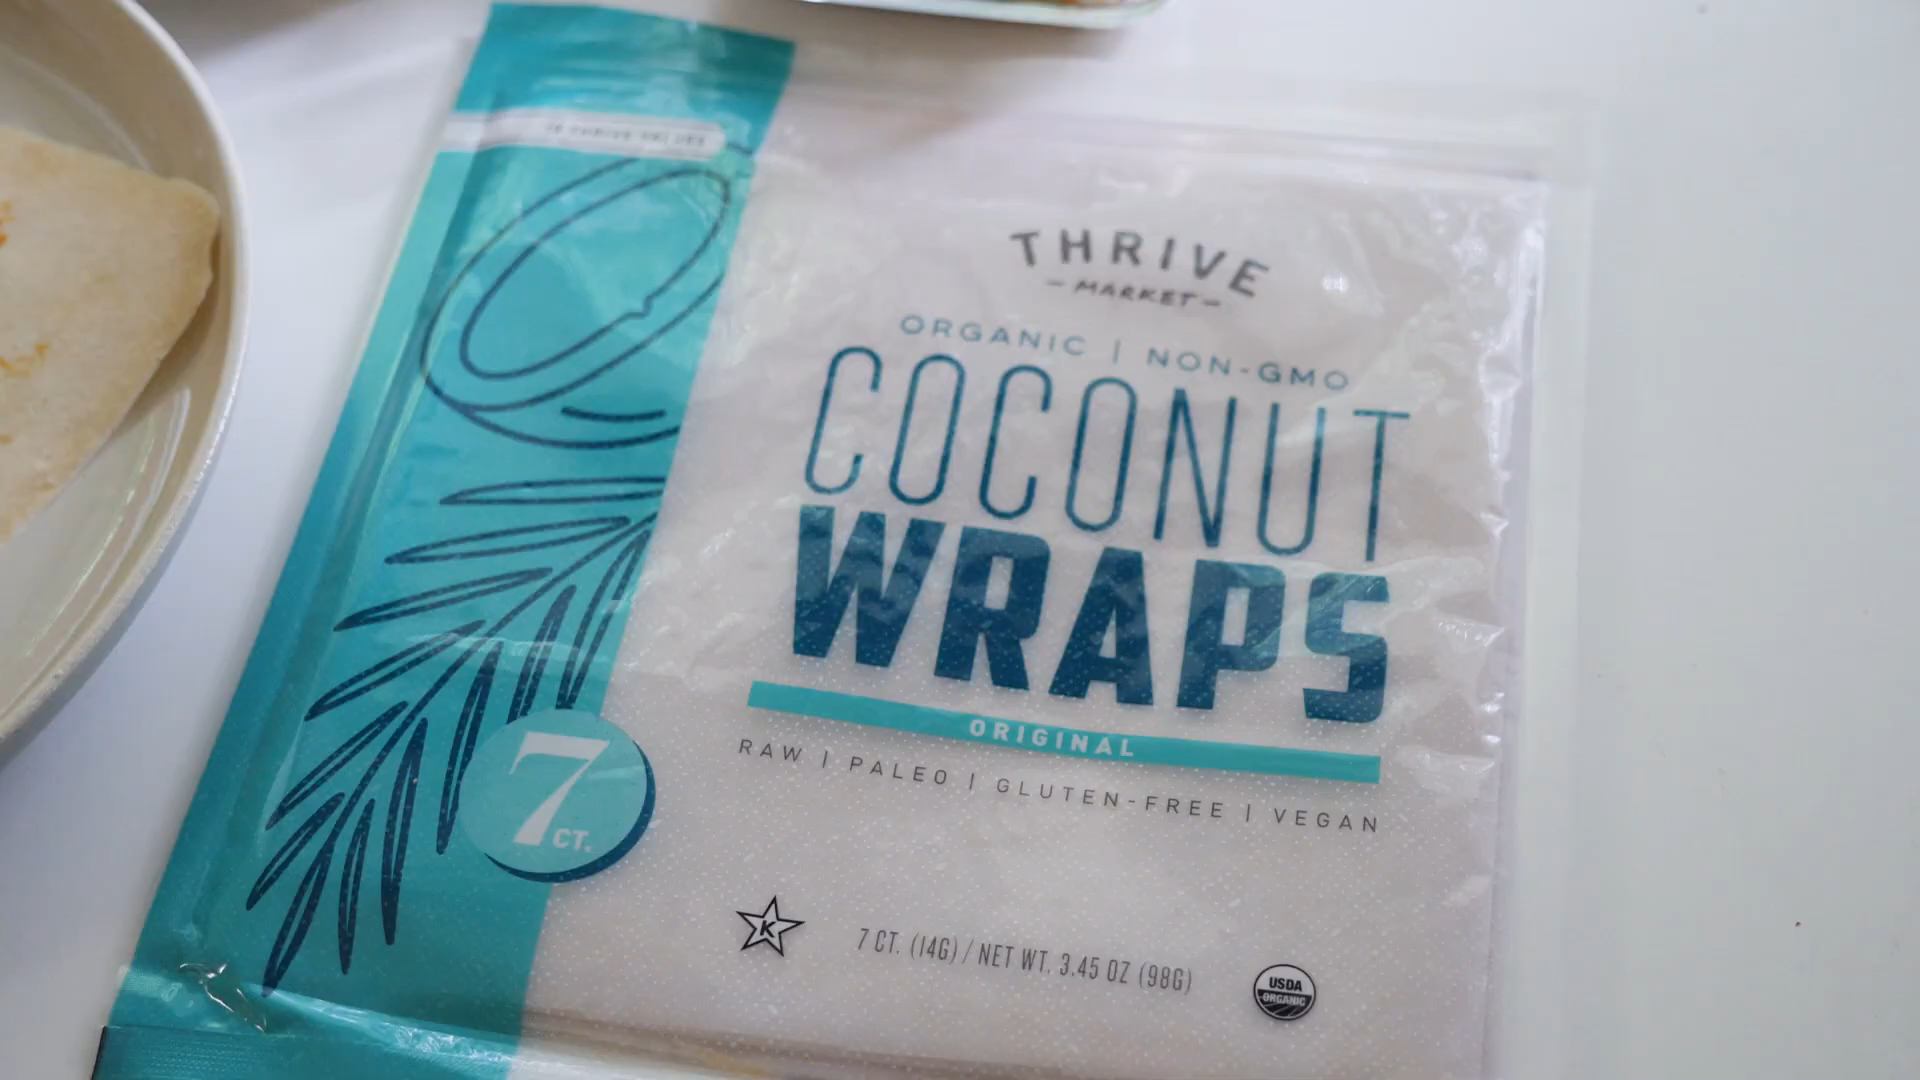 THRIVE
- MARKET -
ORGANIC | NON-GMO
COCONUT
WRAPS
ORIGINAL
RAW | PALEO | GLUTEN-FREE | VEGAN
7
CT.
K
7 CT. (14G) / NET WT. 3.45 OZ (98G)
USDA
ORGANIC